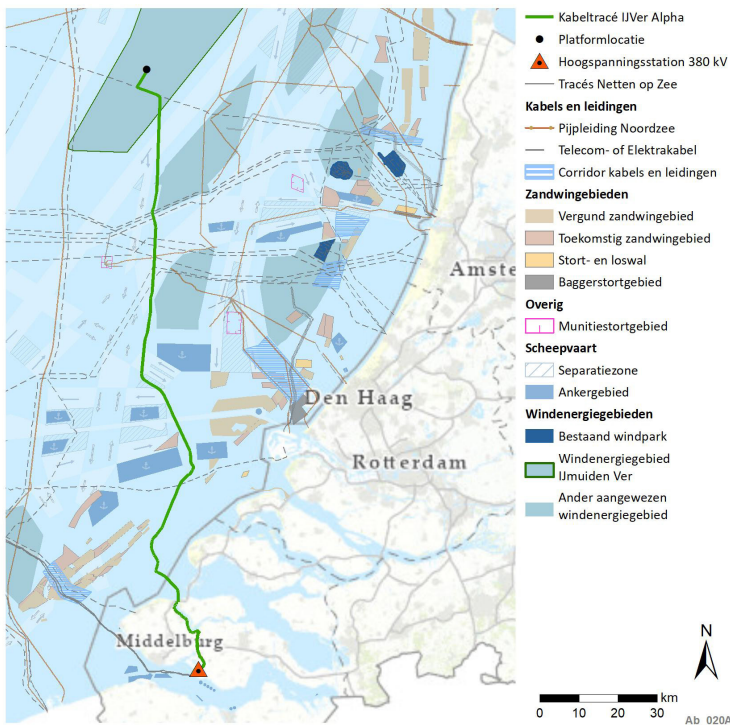 Kabeltracé IJVer Alpha
Platformlocatie
Hoogspanningsstation 380 kV
Tracés Netten op Zee
Kabels en leidingen
Pijpleiding Noordzee
Telecom- of Elektrakabel
Corridor kabels en leidingen
Zandwingebieden
Vergund zandwingebied
Toekomstig zandwingebied
Stort- en loswal
Baggerstortgebied
Overig
Munitiestortgebied
Scheepvaart
Separatiezone
Ankergebied
Windenergiegebieden
Bestaand windpark
Windenergiegebied
IJmuiden Ver
Ander aangewezen
windenergiegebied
Amste
Den Haag
Rotterdam
Middelburg
N
km
0 10 20 30
Ab_020A